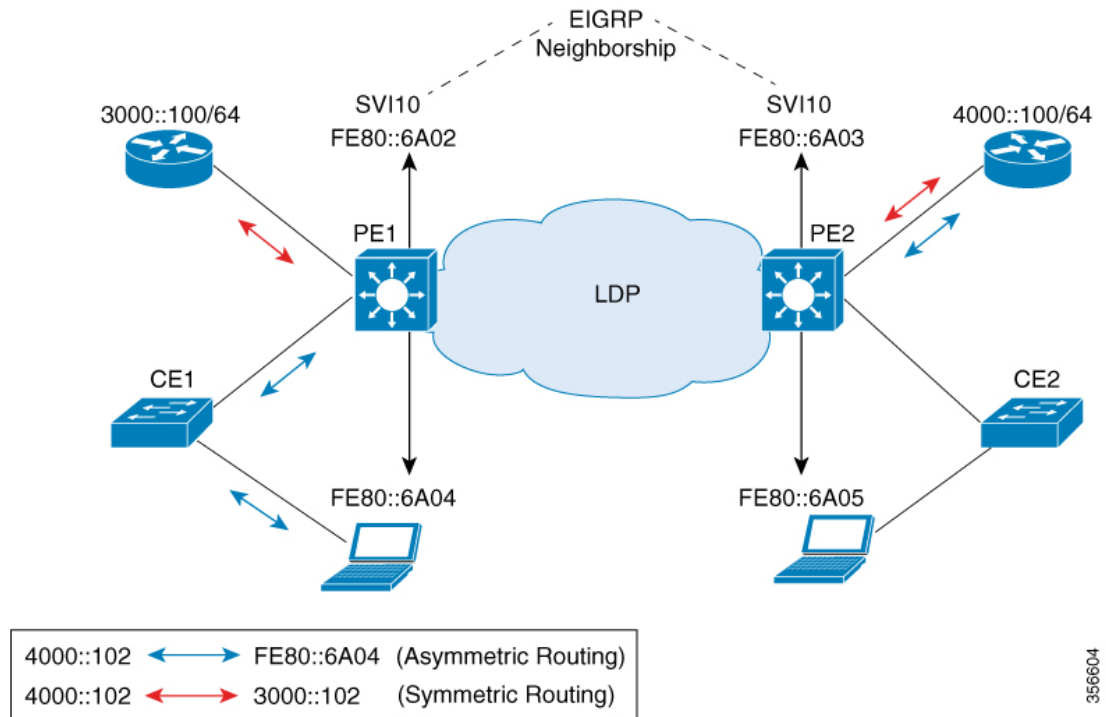 EIGRP
Neighborship
SVI10
SVI10
3000::100/64
FE80::6A02
FE80::6A03
4000::100/64
PE1
PE2
LDP
CE1
CE2
FE80::6A04
FE80::6A05
4000::102 FE80::6A04 (Asymmetric Routing)
4000::102 3000::102 (Symmetric Routing)
356604